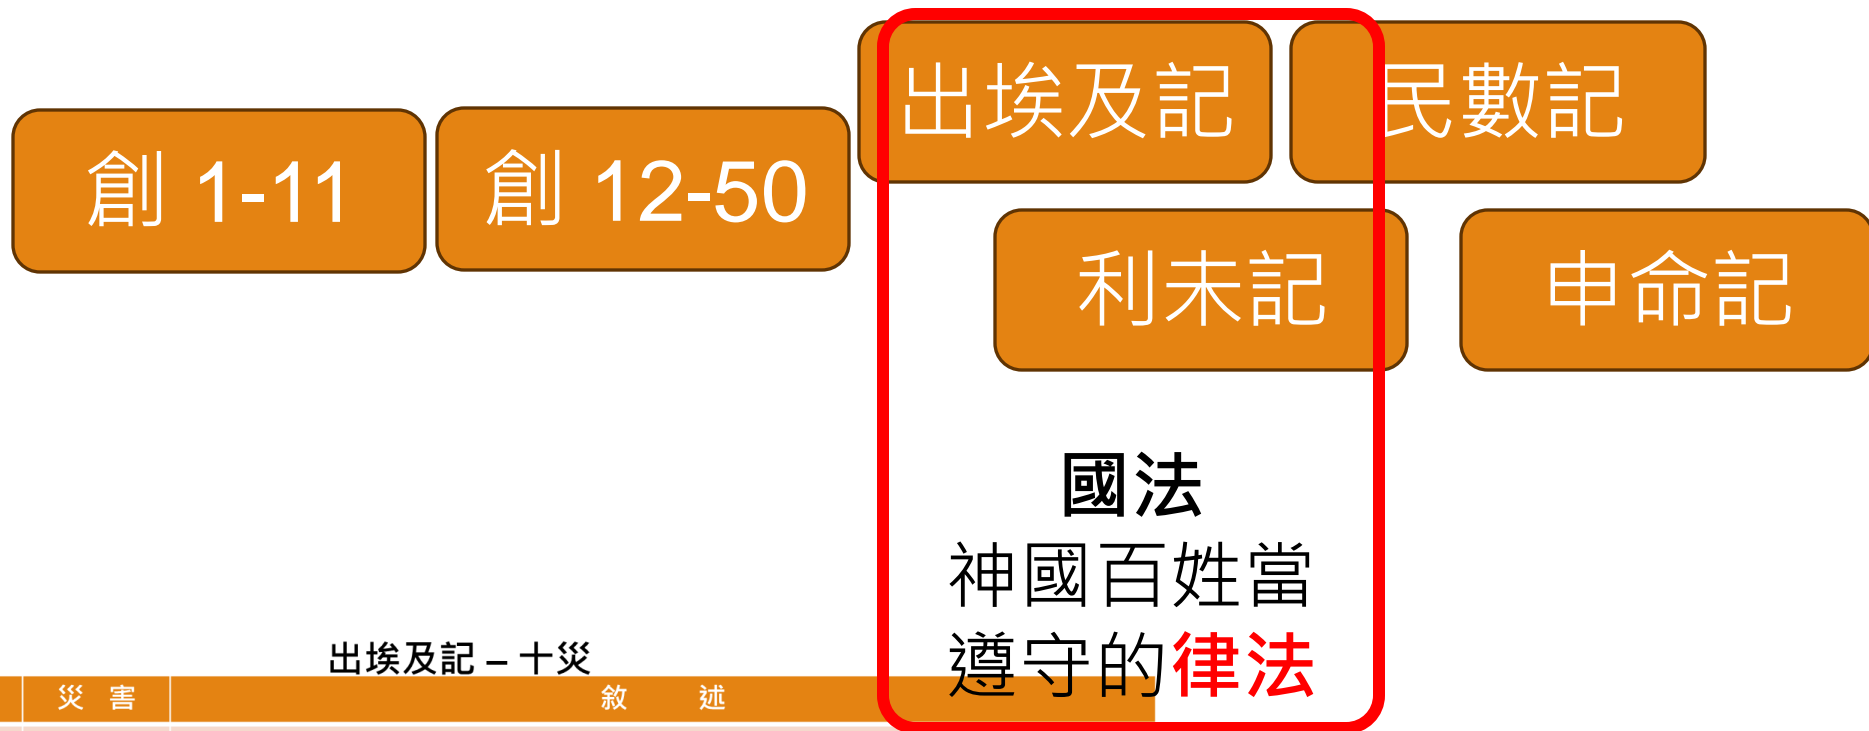 創 1-11
創 12-50
出埃及記
民數記
利未記
申命記
國法
神國百姓當
遵守的律法
出埃及記 – 十災
災 害
敘 述